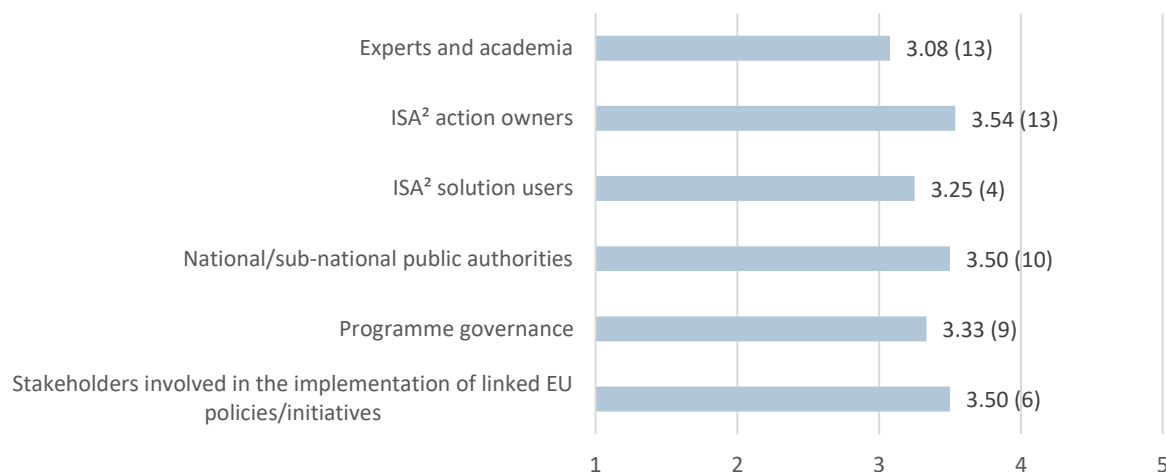 Experts and academia 3.08 (13)
ISA² action owners 3.54 (13)
ISA² solution users 3.25 (4)
National/sub-national public authorities 3.50 (10)
Programme governance 3.33 (9)
Stakeholders involved in the implementation of linked EU
policies/initiatives 3.50 (6)
1 2 3 4 5